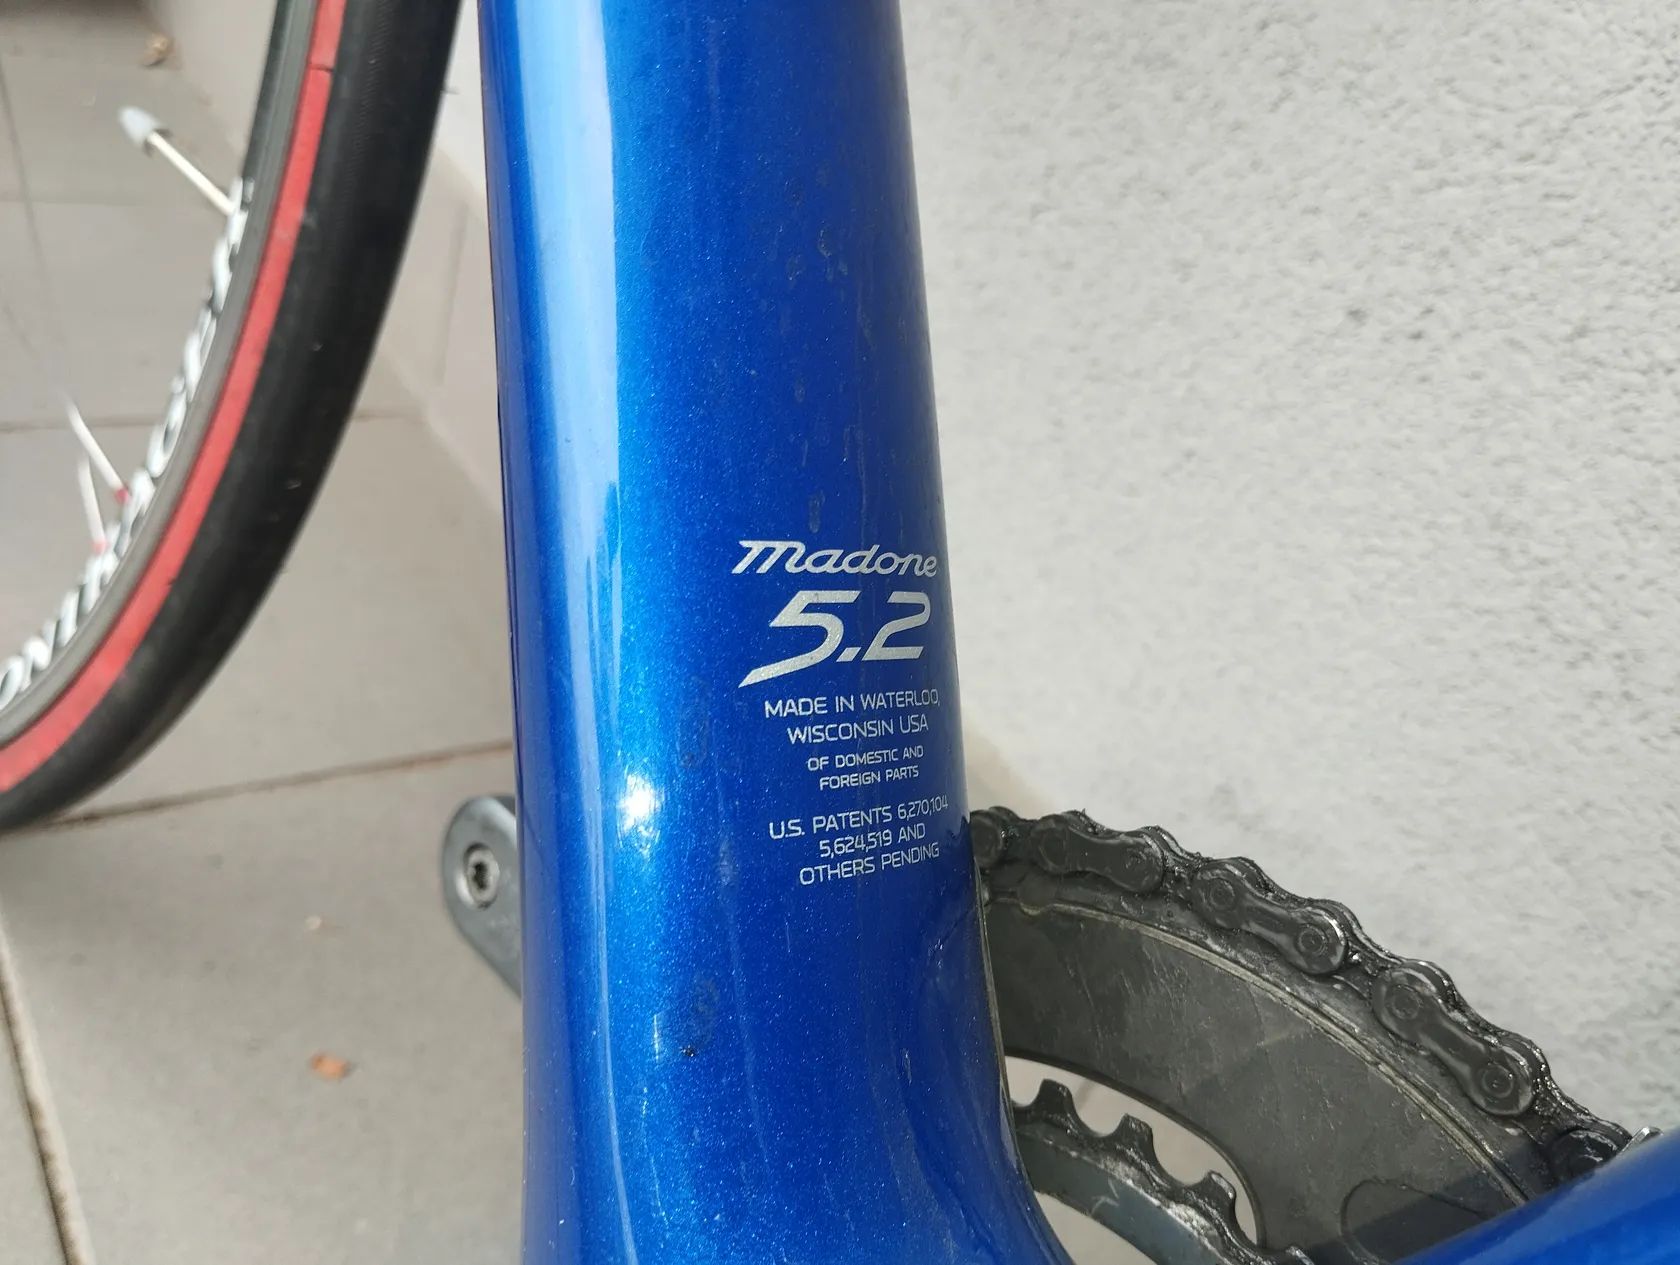 madone
5.2
MADE IN WATERLOO,
WISCONSIN USA
OF DOMESTIC AND
FOREIGN PARTS
U.S. PATENTS 6,270,104
5,624,519 AND
OTHERS PENDING